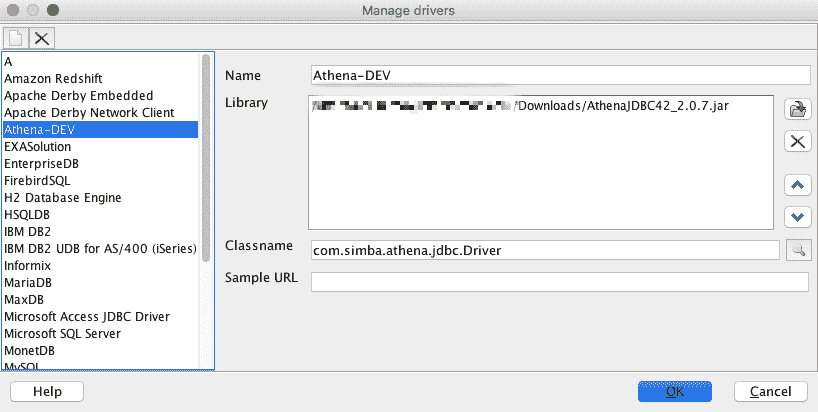 Manage drivers
A
Amazon Redshift
Apache Derby Embedded
Apache Derby Network Client
Athena-DEV
EXASolution
EnterpriseDB
FirebirdSQL
H2 Database Engine
HSQLDB
IBM DB2
IBM DB2 UDB for AS/400 (iSeries)
Informix
MariaDB
MaxDB
Microsoft Access JDBC Driver
Microsoft SQL Server
MonetDB
MySQL
Name
Athena-DEV
Library
/Downloads/AthenaJDBC42_2.0.7.jar
Classname
com.simba.athena.jdbc.Driver
Sample URL
Help
OK
Cancel